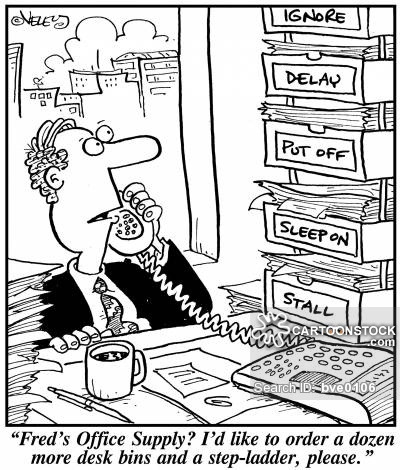 ©VELEY
IGNORE
DELAY
PUT OFF
SLEEP ON
STALL
CARTOONSTOCK
.com
Search ID: bve0106
"Fred's Office Supply? I'd like to order a dozen
more desk bins and a step-ladder, please."